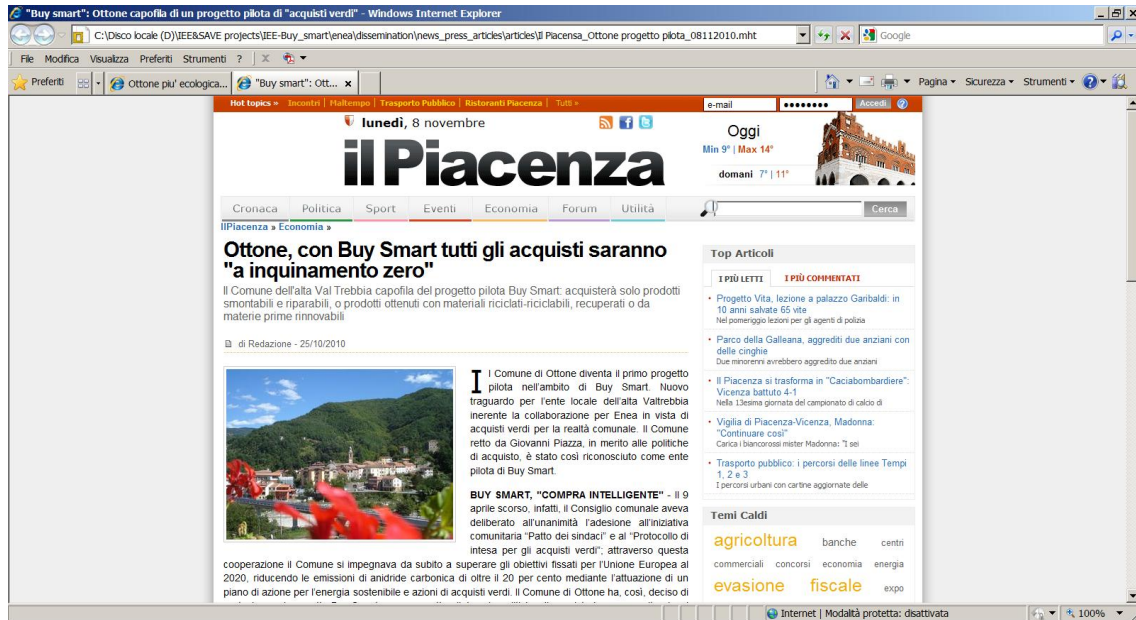 "Buy smart": Ottone capofila di un progetto pilota di "acquisti verdi" - Windows Internet Explorer
C:\Disco locale (D)\IEE&SAVE projects\IEE-Buy_smart\enea\dissemination\news_press_articles\articles\Il Piacensa_Ottone progetto pilota_08112010.mht
Google
File Modifica Visualizza Preferiti Strumenti ?
Preferiti
Ottone piu' ecologica...
"Buy smart": Ott...
Pagina Sicurezza Strumenti
Hot topics » Incontri | Maltempo | Trasporto Pubblico | Ristoranti Piacenza | Tutti »
e-mail
Accedi
lunedì, 8 novembre
il Piacenza
Oggi
Min 9° | Max 14°
domani 7° | 11°
Cronaca Politica Sport Eventi Economia Forum Utilità
Cerca
IlPiacenza » Economia »
Ottone, con Buy Smart tutti gli acquisti saranno
"a inquinamento zero"
Il Comune dell'alta Val Trebbia capofila del progetto pilota Buy Smart: acquisterà solo prodotti
smontabili e riparabili, o prodotti ottenuti con materiali riciclati-riciclabili, recuperati o da
materie prime rinnovabili
di Redazione - 25/10/2010
Il Comune di Ottone diventa il primo progetto
pilota nell'ambito di Buy Smart. Nuovo
traguardo per l'ente locale dell'alta Valtrebbia
inerente la collaborazione per Enea in vista di
acquisti verdi per la realtà comunale. Il Comune
retto da Giovanni Piazza, in merito alle politiche
di acquisto, è stato così riconosciuto come ente
pilota di Buy Smart.
BUY SMART, "COMPRA INTELLIGENTE" - Il 9
aprile scorso, infatti, il Consiglio comunale aveva
deliberato all'unanimità l'adesione all'iniziativa
comunitaria "Patto dei sindaci" e al "Protocollo di
intesa per gli acquisti verdi"; attraverso questa
cooperazione il Comune si impegnava da subito a superare gli obiettivi fissati per l'Unione Europea al
2020, riducendo le emissioni di anidride carbonica di oltre il 20 per cento mediante l'attuazione di un
piano di azione per l'energia sostenibile e azioni di acquisti verdi. Il Comune di Ottone ha, così, deciso di
Top Articoli
I PIÙ LETTI I PIÙ COMMENTATI
Progetto Vita, lezione a palazzo Garibaldi: in
10 anni salvate 65 vite
Nel pomeriggio lezioni per gli agenti di polizia
Parco della Galleana, aggrediti due anziani con
delle cinghie
Due minorenni avrebbero aggredito due anziani
Il Piacenza si trasforma in "Caciabombardiere":
Vicenza battuto 4-1
Nella 13esima giornata del campionato di calcio di
Vigilia di Piacenza-Vicenza, Madonna:
"Continuare così"
Carica i biancorossi mister Madonna: "I sei
Trasporto pubblico: i percorsi delle linee Tempi
1, 2 e 3
I percorsi urbani con cartine aggiornate delle
Temi Caldi
agricoltura banche centri
commerciali concorsi economia energia
evasione fiscale expo
Internet | Modalità protetta: disattivata
100%